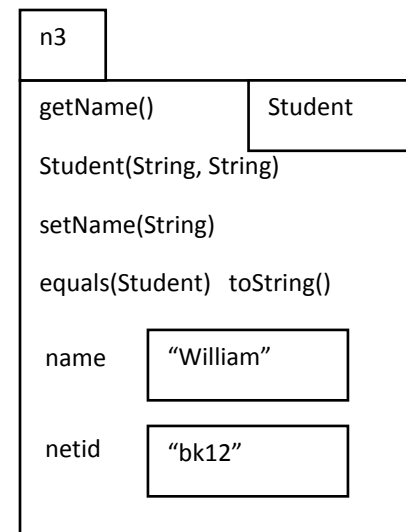 n3
getName() Student
Student(String, String)
setName(String)
equals(Student) toString()
name “William”
netid “bk12”